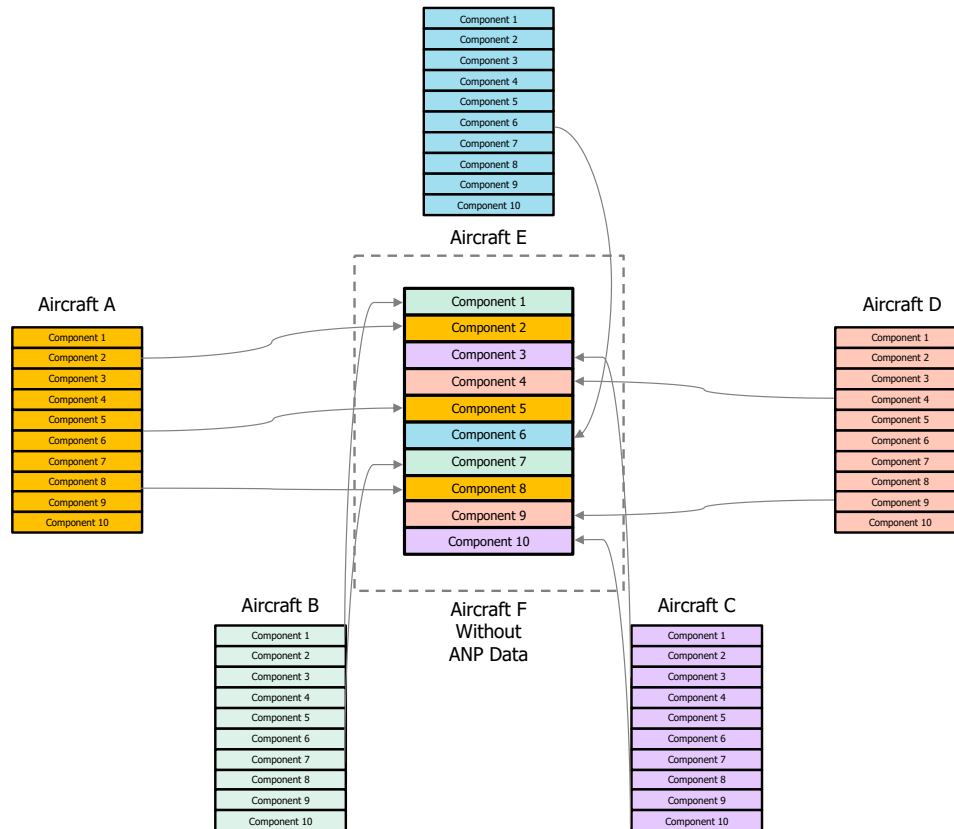 Component 1
Component 2
Component 3
Component 4
Component 5
Component 6
Component 7
Component 8
Component 9
Component 10
Aircraft E
Aircraft A
Component 1
Component 2
Component 3
Component 4
Component 5
Component 6
Component 7
Component 8
Component 9
Component 10
Component 1
Component 2
Component 3
Component 4
Component 5
Component 6
Component 7
Component 8
Component 9
Component 10
Aircraft F
Without
ANP Data
Aircraft D
Component 1
Component 2
Component 3
Component 4
Component 5
Component 6
Component 7
Component 8
Component 9
Component 10
Aircraft B
Component 1
Component 2
Component 3
Component 4
Component 5
Component 6
Component 7
Component 8
Component 9
Component 10
Aircraft C
Component 1
Component 2
Component 3
Component 4
Component 5
Component 6
Component 7
Component 8
Component 9
Component 10